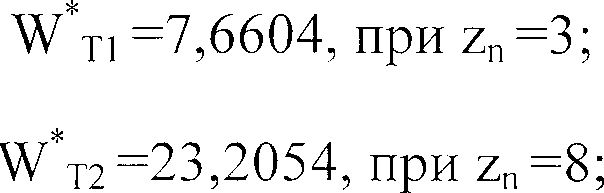 W*T1=7,6604, при zn=3;
W*T2=23,2054, при zn=8;